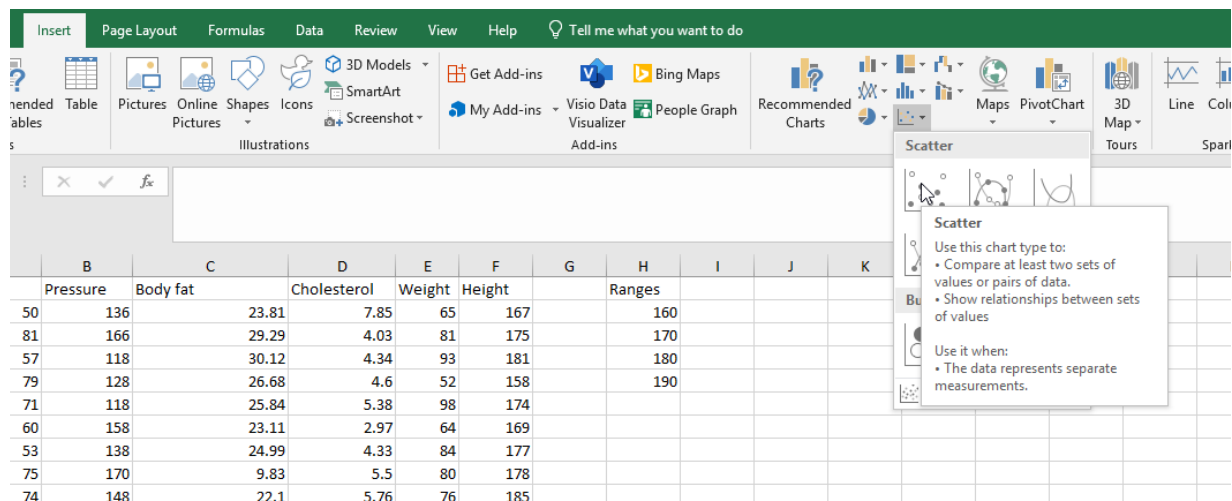 Insert Page Layout Formulas Data Review View Help Tell me what you want to do
Table
Pictures
Online
Pictures
Shapes
Icons
3D Models
SmartArt
Screenshot
Get Add-ins
My Add-ins
Visio Data
Visualizer
Bing Maps
People Graph
Recommended
Charts
Maps
PivotChart
3D
Map
Line
Illustrations Add-ins Tours
Scatter
fx
Scatter
Use this chart type to:
• Compare at least two sets of
values or pairs of data.
• Show relationships between sets
of values
Use it when:
• The data represents separate
measurements.
B C D E F G H I J K
Pressure Body fat Cholesterol Weight Height Ranges
50 136 23.81 7.85 65 167 160
81 166 29.29 4.03 81 175 170
57 118 30.12 4.34 93 181 180
79 128 26.68 4.6 52 158 190
71 118 25.84 5.38 98 174
60 158 23.11 2.97 64 169
53 138 24.99 4.33 84 177
75 170 9.83 5.5 80 178
74 148 22.1 5.76 76 185